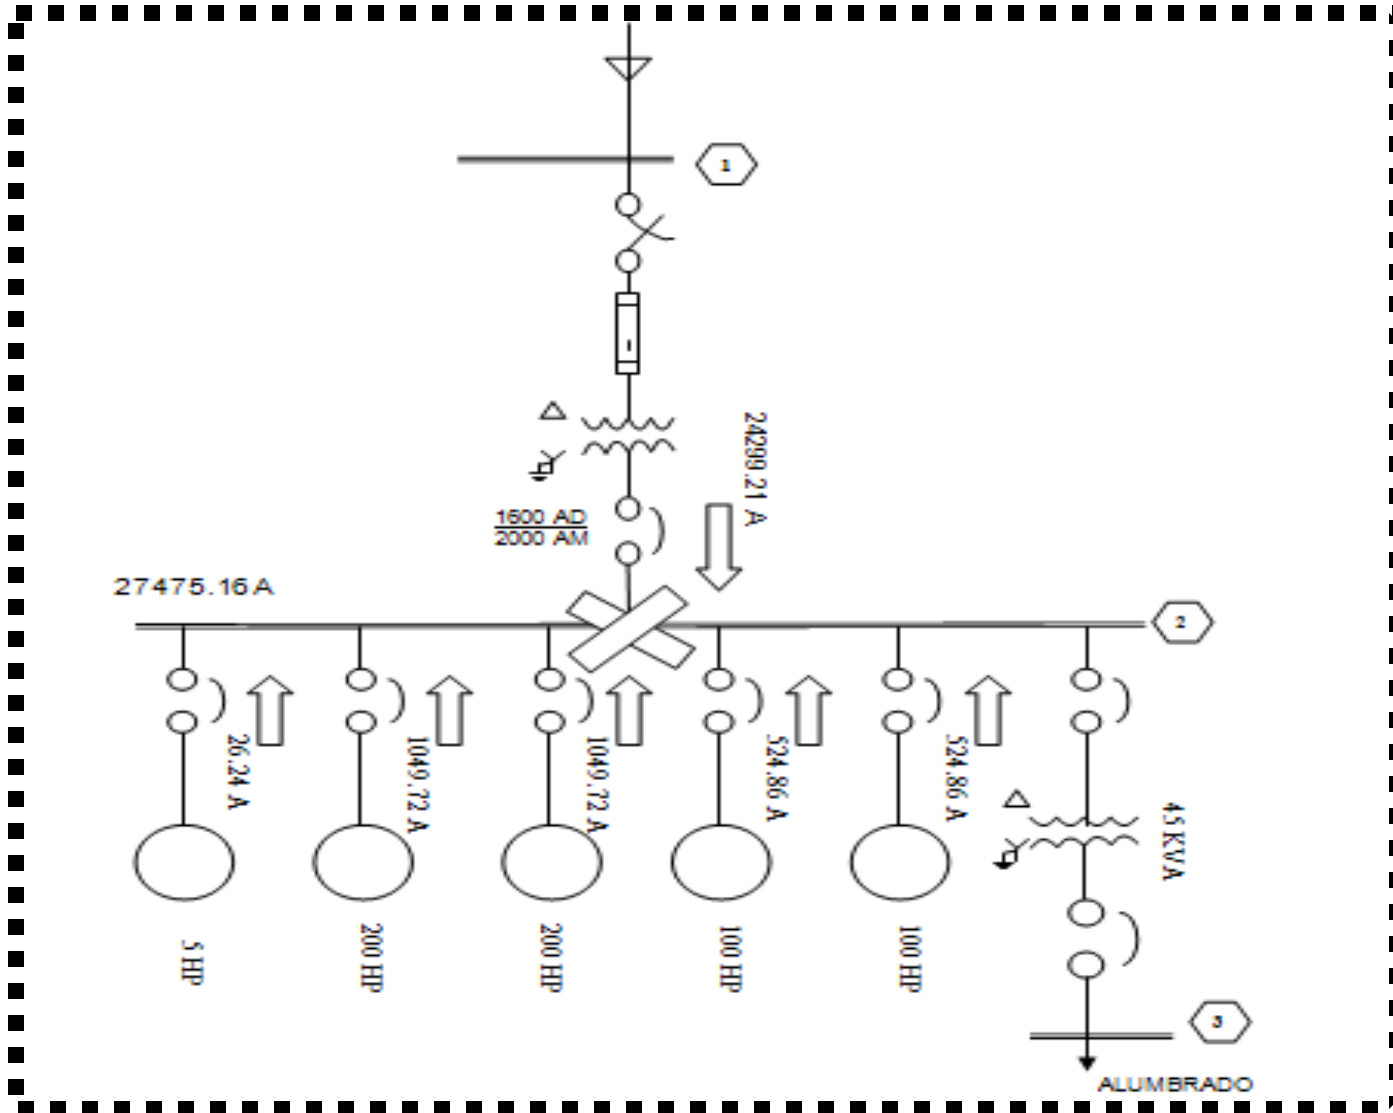 1
24299.21 A
1600 AD
2000 AM
27475.16 A
2
26.24 A
1049.72 A
1049.72 A
524.86 A
524.86 A
45 KVA
5 HP
200 HP
200 HP
100 HP
100 HP
3
ALUMBRADO